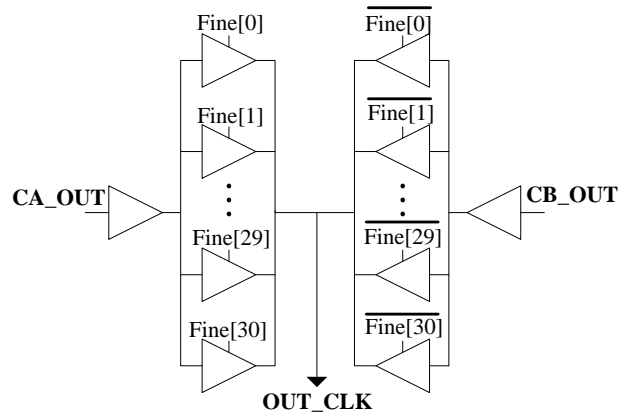 Fine[0]
Fine[0]
Fine[1]
Fine[1]
CA_OUT
CB_OUT
Fine[29]
Fine[29]
Fine[30]
Fine[30]
OUT_CLK